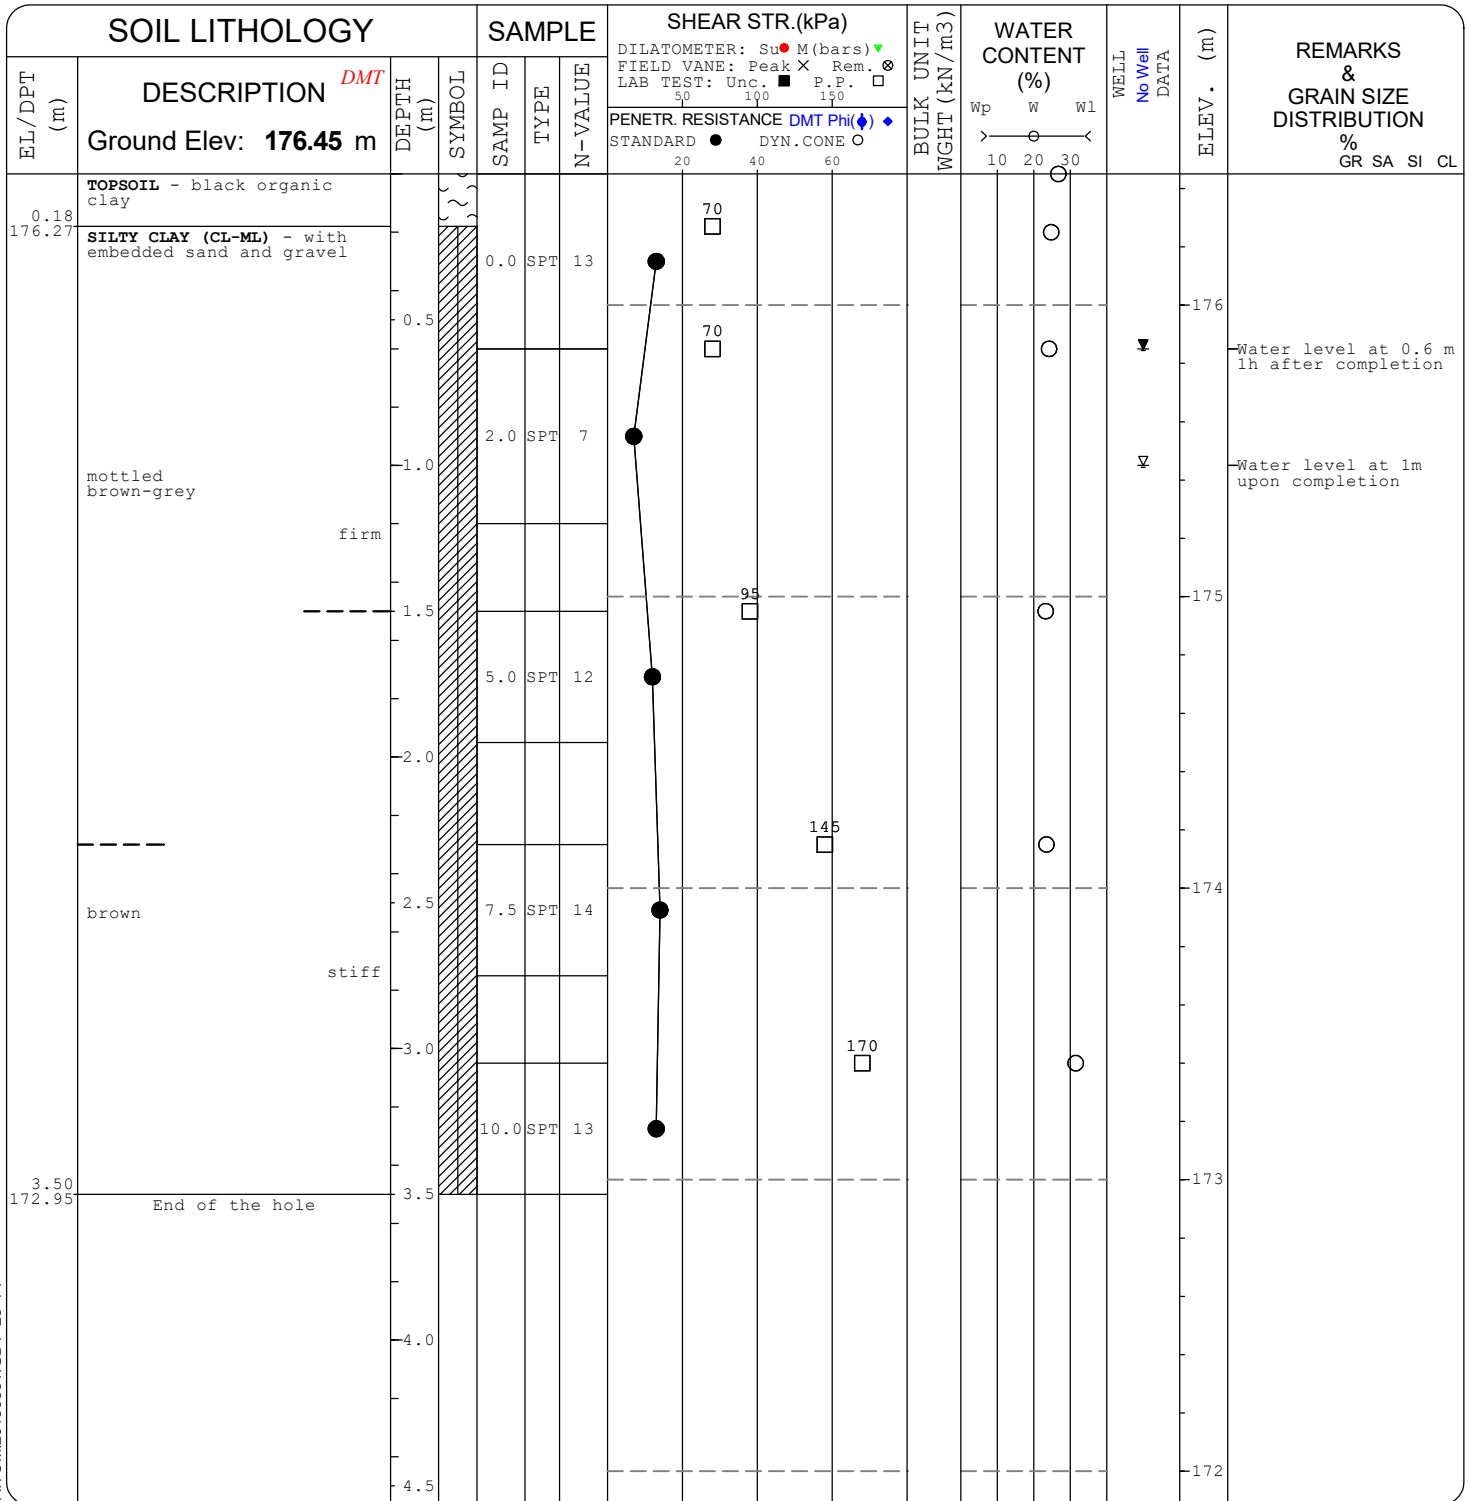 SOIL LITHOLOGY
SAMPLE
SHEAR STR.(kPa)
DILATOMETER: Su M(bars)
FIELD VANE: Peak Rem.
LAB TEST: Unc. P.P.
50 100 150
PENETR. RESISTANCE DMT Phi(ϕ)
STANDARD DYN.CONE
20 40 60
BULK UNIT
WGHT (kN/m3)
WATER
CONTENT
(%)
Wp W Wl
10 20 30
WELL
No Well
DATA
ELEV. (m)
REMARKS
&
GRAIN SIZE
DISTRIBUTION
%
GR SA SI CL
EL/DPT
(m)
DESCRIPTION
DMT
Ground Elev: 176.45 m
DEPTH
(m)
SYMBOL
SAMP ID
TYPE
N-VALUE
TOPSOIL - black organic
clay
0.18
176.27
SILTY CLAY (CL-ML) - with
embedded sand and gravel
70
0.0 SPT 13
176
0.5
70
Water level at 0.6 m
1h after completion
2.0 SPT 7
1.0
Water level at 1m
upon completion
mottled
brown-grey
firm
175
95
1.5
5.0 SPT 12
2.0
145
174
2.5
brown
7.5 SPT 14
stiff
3.0
170
10.0 SPT 13
173
3.50
172.95
3.5
End of the hole
4.0
172
4.5